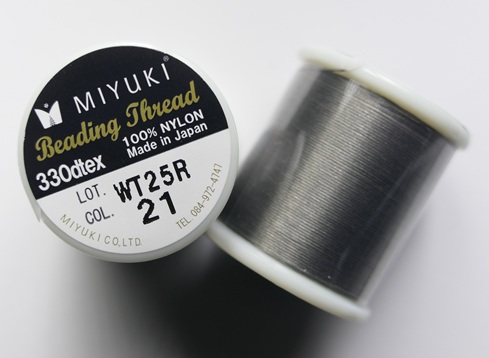 MIYUKI®
Beading Thread
100% NYLON
Made in Japan
330dtex
LOT. WT25R
COL. 21
MIYUKI CO,LTD.
TEL. 084-972-4747